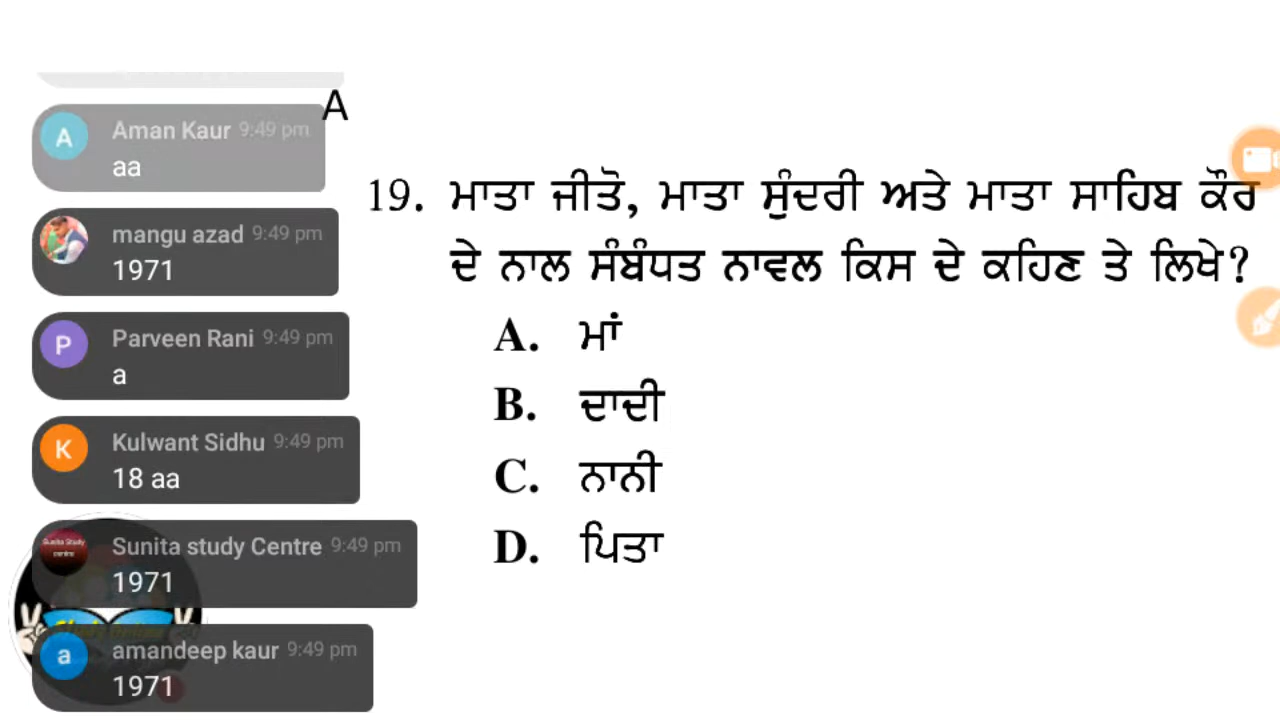 A
Aman Kaur 9:49 pm
aa
mangu azad 9:49 pm
1971
P
Parveen Rani 9:49 pm
a
K
Kulwant Sidhu 9:49 pm
18 aa
Sunita study Centre 9:49 pm
1971
a
amandeep kaur 9:49 pm
1971
A
19. ਮਾਤਾ ਜੀਤੋ, ਮਾਤਾ ਸੁੰਦਰੀ ਅਤੇ ਮਾਤਾ ਸਾਹਿਬ ਕੌਰ
ਦੇ ਨਾਲ ਸੰਬੰਧਤ ਨਾਵਲ ਕਿਸ ਦੇ ਕਹਿਣ ਤੇ ਲਿਖੇ?
A. ਮਾਂ
B. ਦਾਦੀ
C. ਨਾਨੀ
D. ਪਿਤਾ